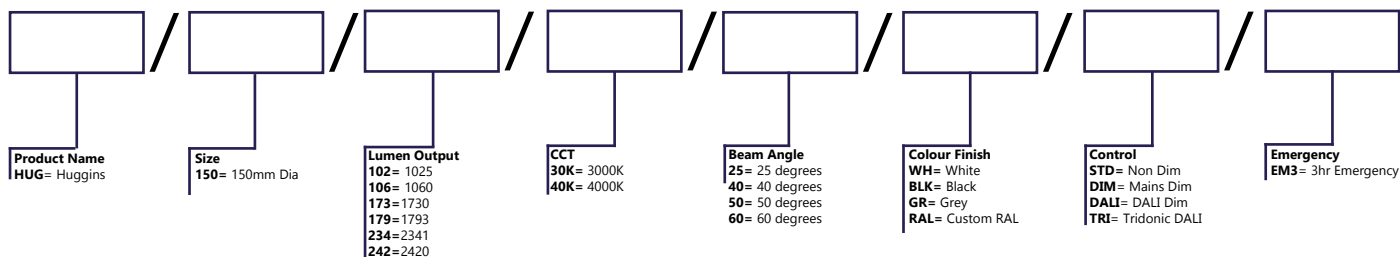 / / / / / / /
Product Name
HUG= Huggins
Size
150= 150mm Dia
Lumen Output
102= 1025
106= 1060
173=1730
179=1793
234=2341
242=2420
CCT
30K= 3000K
40K= 4000K
Beam Angle
25= 25 degrees
40= 40 degrees
50= 50 degrees
60= 60 degrees
Colour Finish
WH= White
BLK= Black
GR= Grey
RAL= Custom RAL
Control
STD= Non Dim
DIM= Mains Dim
DALI= DALI Dim
TRI= Tridonic DALI
Emergency
EM3= 3hr Emergency